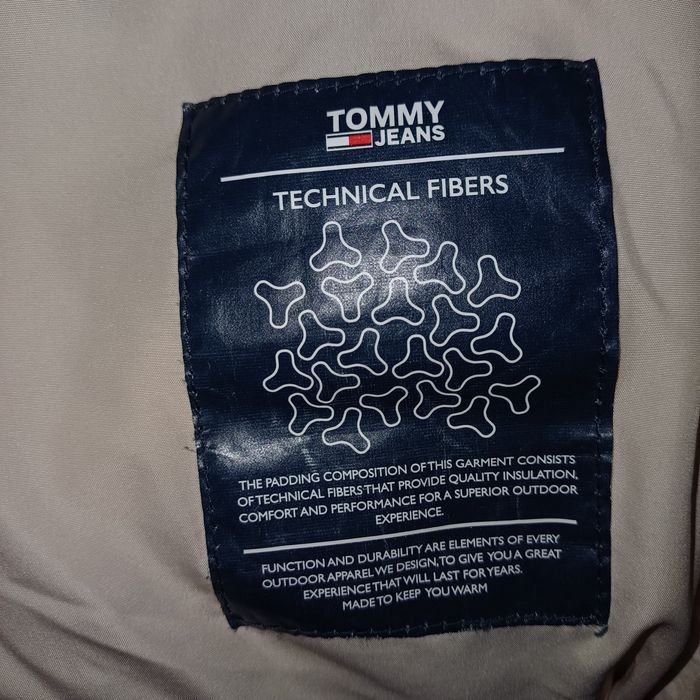 TOMMY
JEANS
TECHNICAL FIBERS
THE PADDING COMPOSITION OF THIS GARMENT CONSISTS
OF TECHNICAL FIBERS THAT PROVIDE QUALITY INSULATION,
COMFORT AND PERFORMANCE FOR A SUPERIOR OUTDOOR
EXPERIENCE.
FUNCTION AND DURABILITY ARE ELEMENTS OF EVERY
OUTDOOR APPAREL WE DESIGN, TO GIVE YOU A GREAT
EXPERIENCE THAT WILL LAST FOR YEARS.
MADE TO KEEP YOU WARM